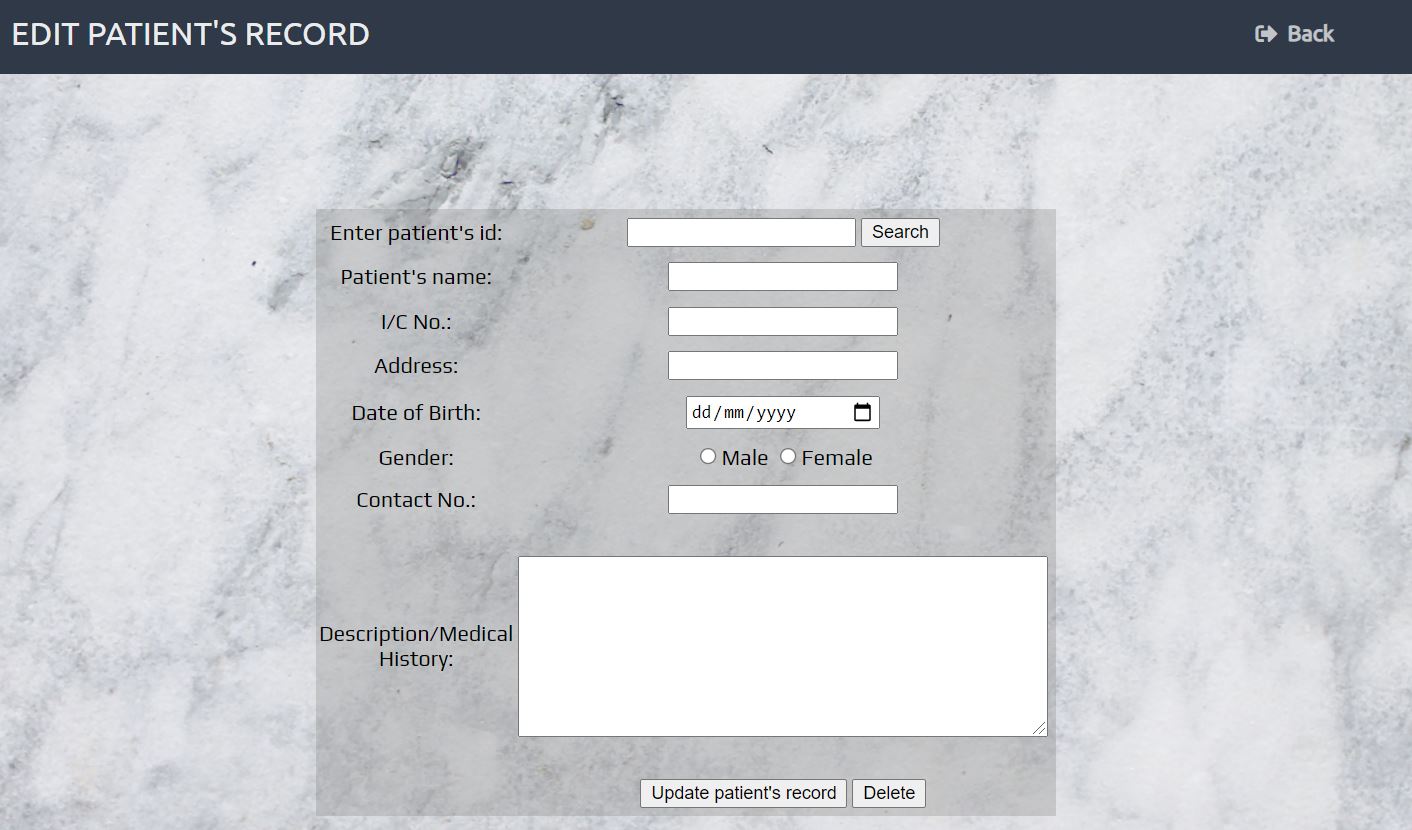 EDIT PATIENT'S RECORD
Back
Enter patient's id:
Search
Patient's name:
I/C No.:
Address:
Date of Birth:
dd/mm/yyyy
Gender:
Male Female
Contact No.:
Description/Medical
History:
Update patient's record Delete